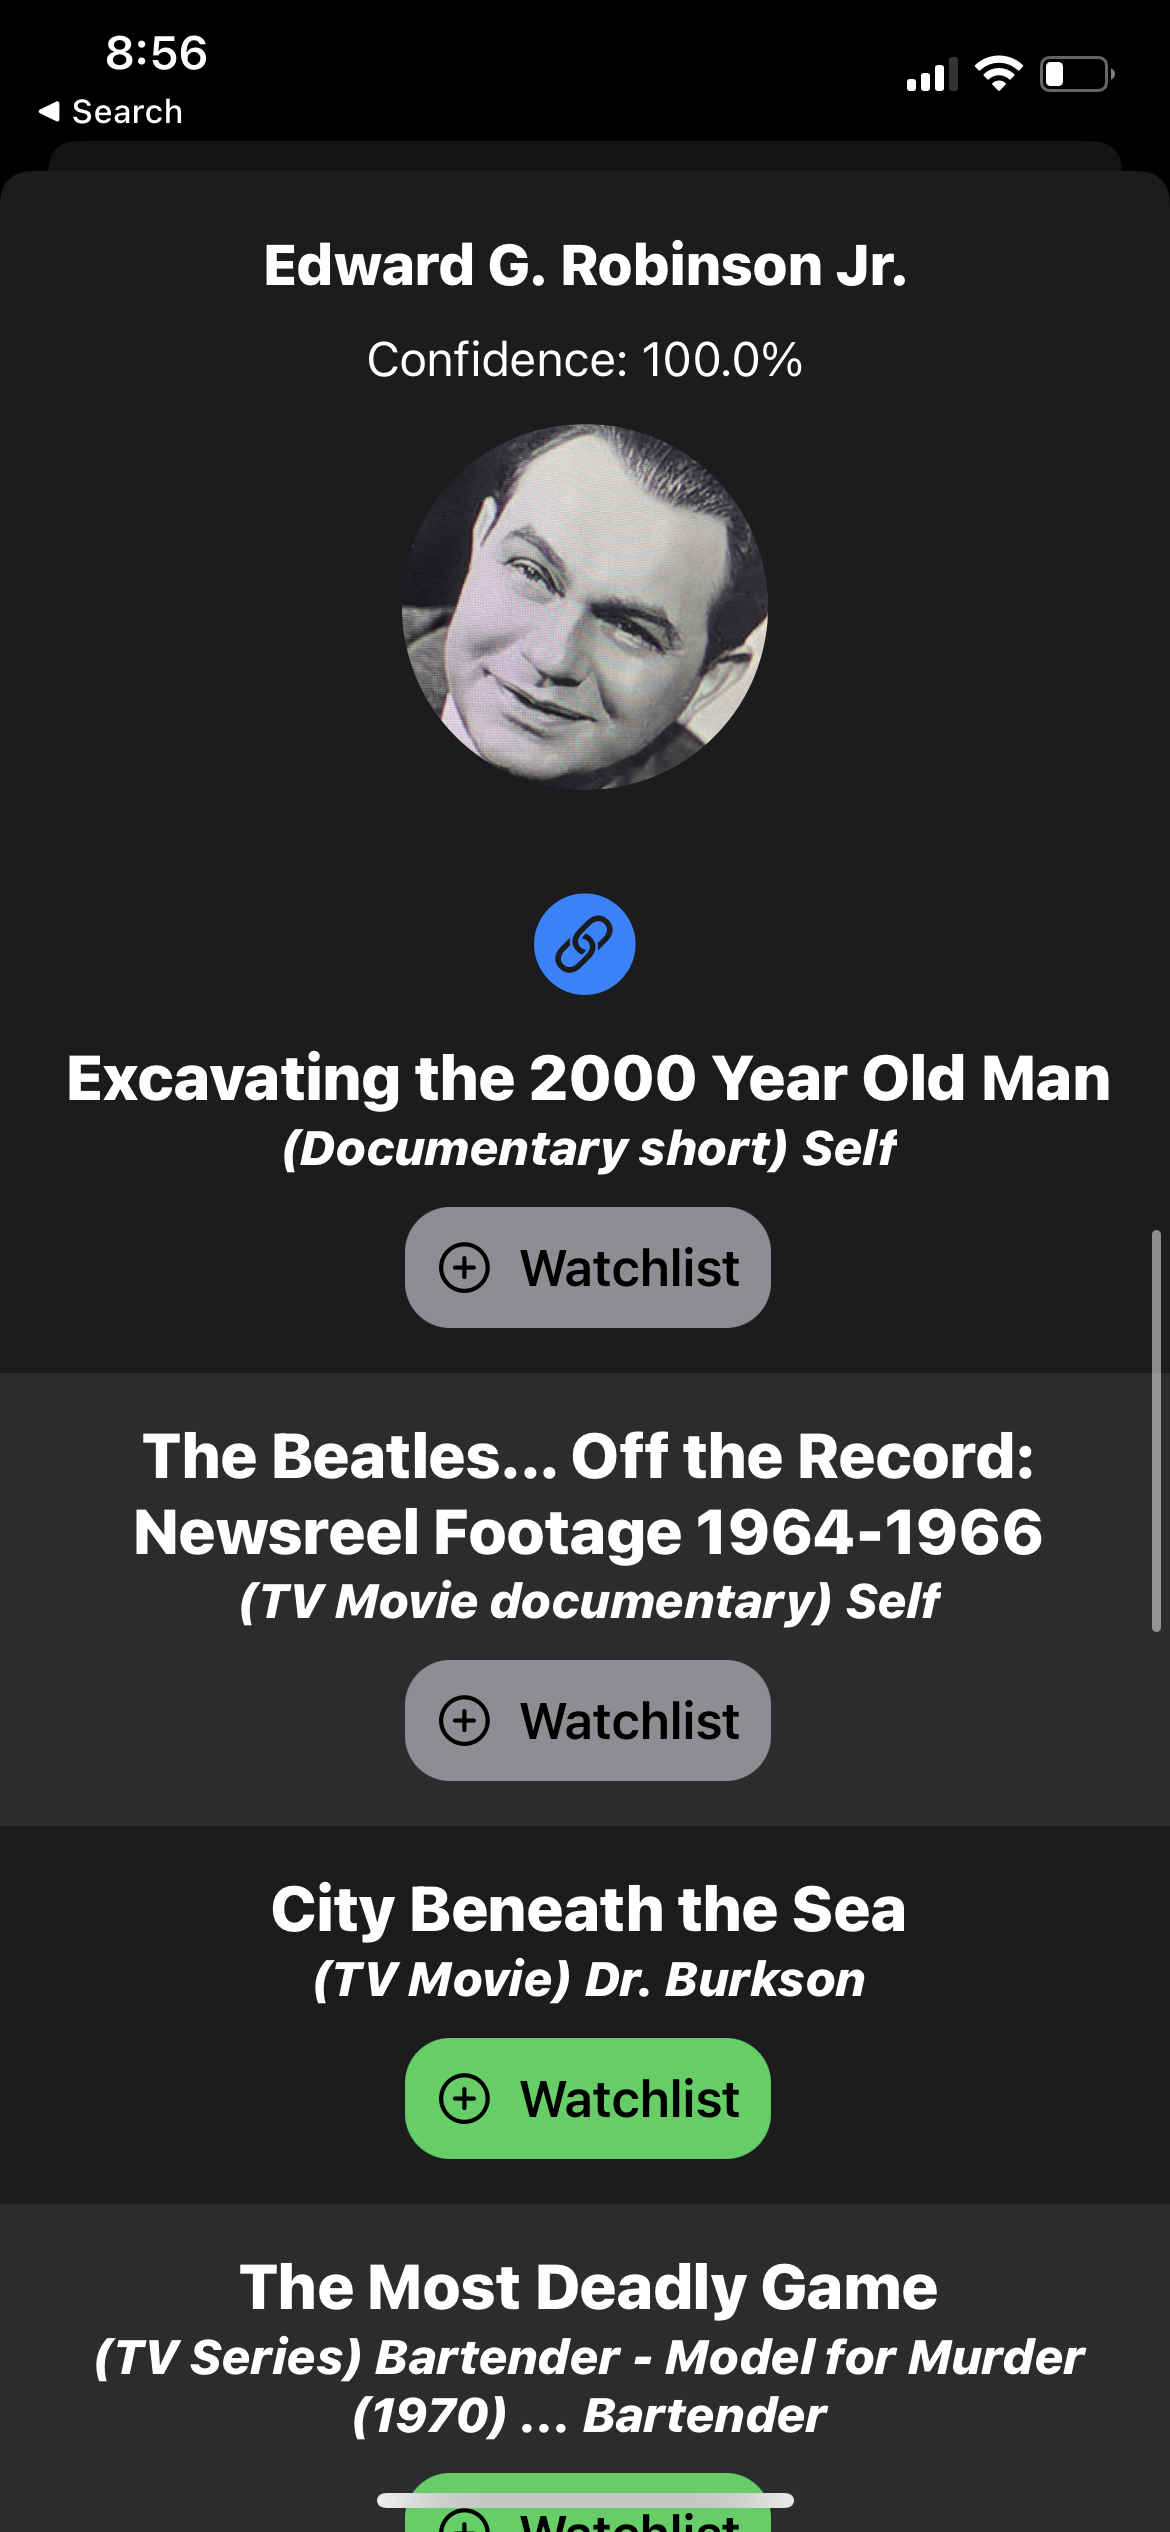 8:56
Search
Edward G. Robinson Jr.
Confidence: 100.0%
Excavating the 2000 Year Old Man
(Documentary short) Self
Watchlist
The Beatles... Off the Record:
Newsreel Footage 1964-1966
(TV Movie documentary) Self
Watchlist
City Beneath the Sea
(TV Movie) Dr. Burkson
Watchlist
The Most Deadly Game
(TV Series) Bartender - Model for Murder
(1970) ... Bartender
Watchlist